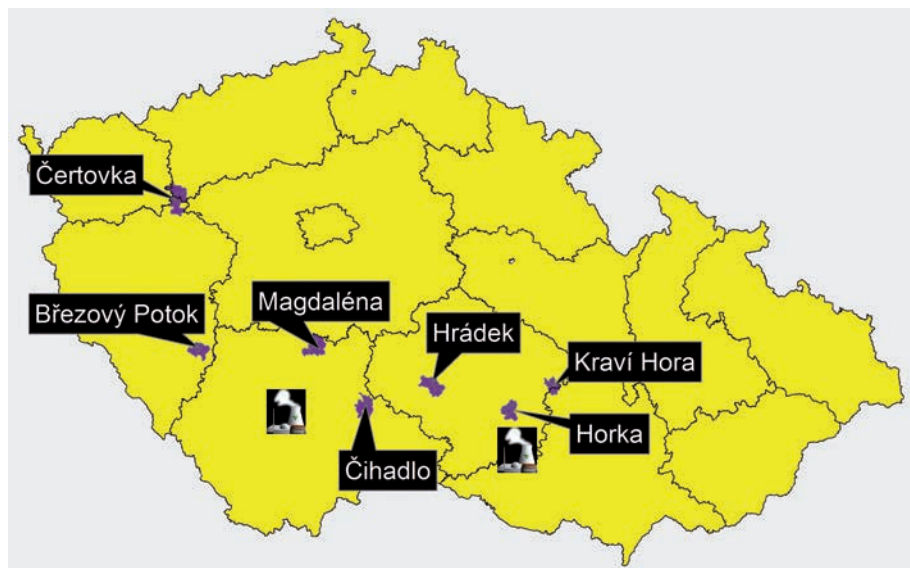 Čertovka
Březový Potok
Magdaléna
Hrádek
Kraví Hora
Horka
Čihadlo